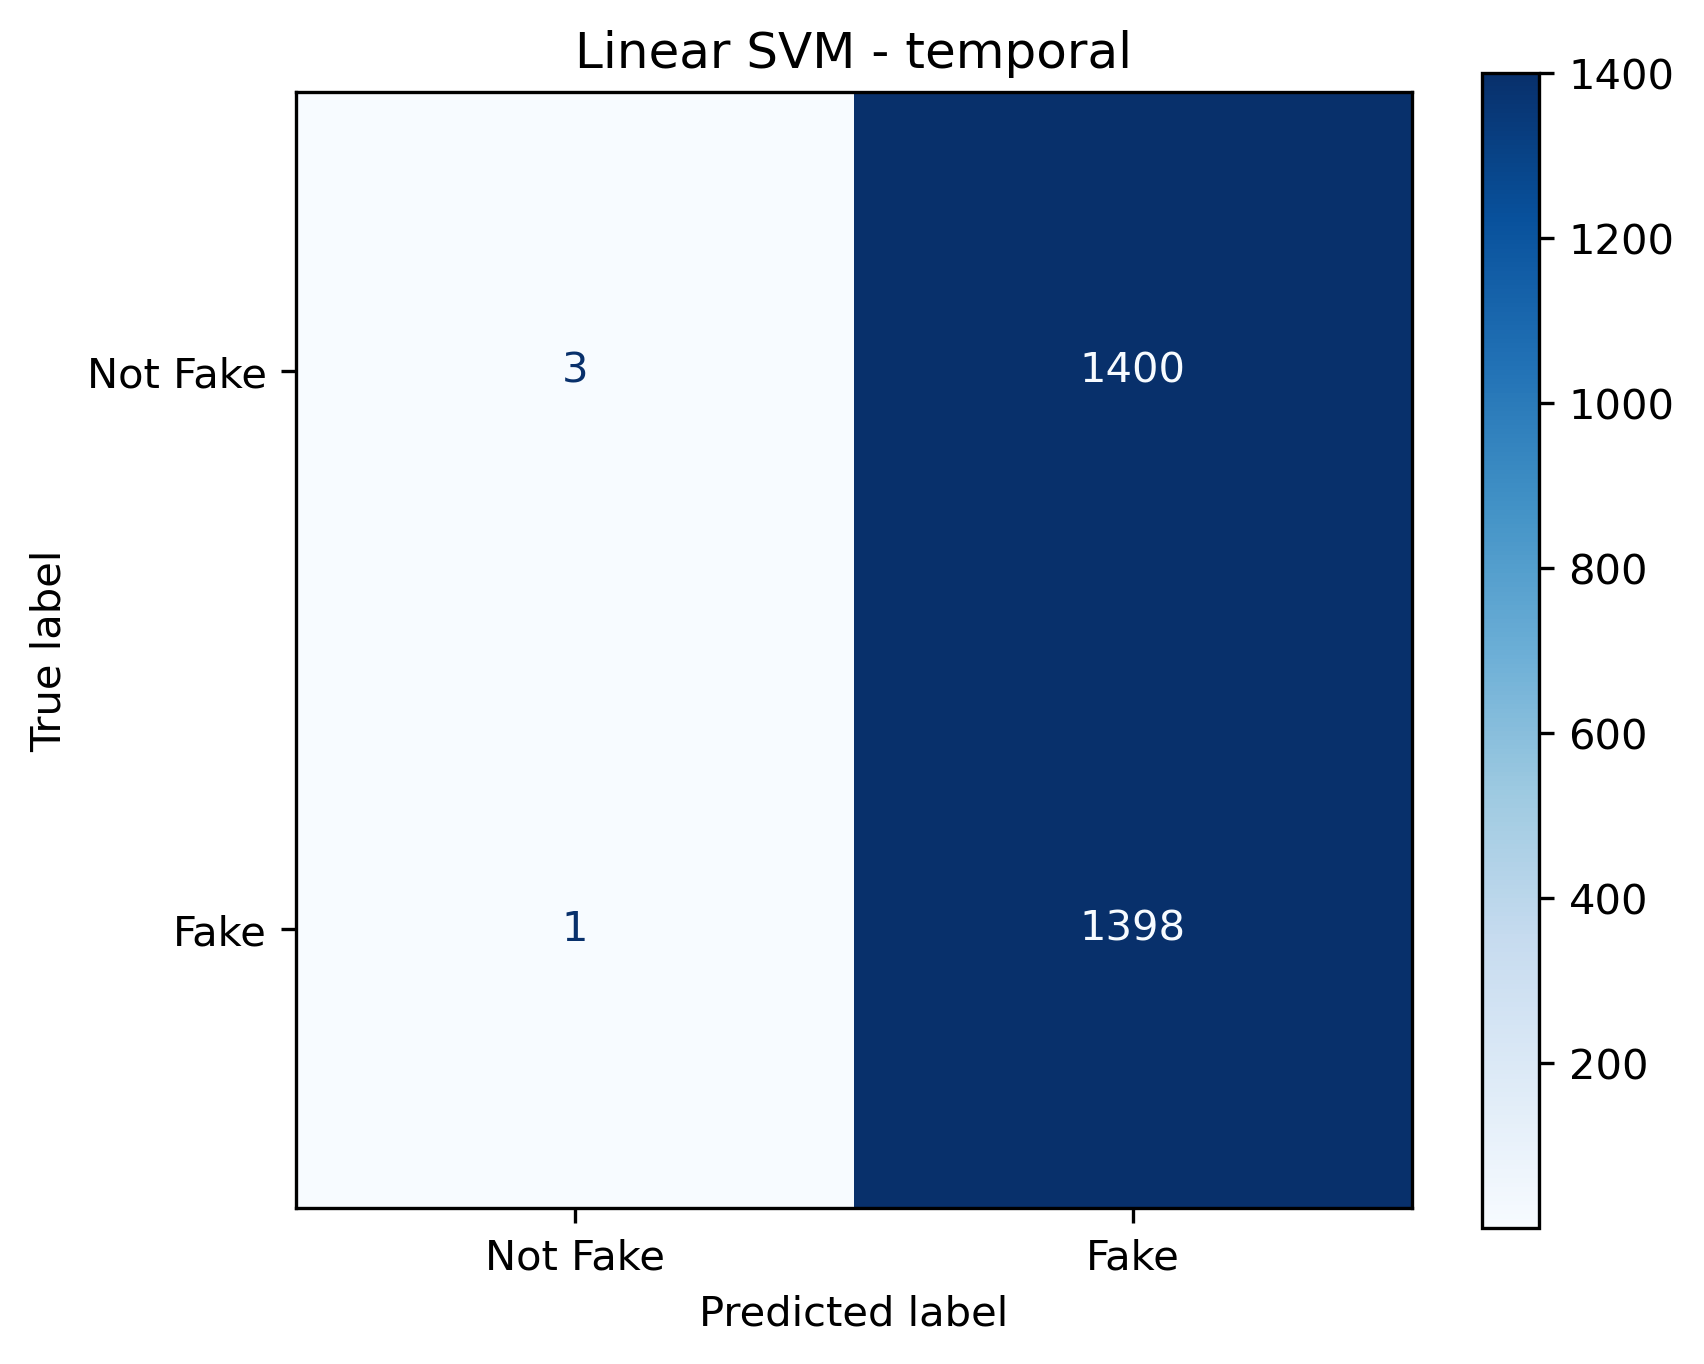 Linear SVM - temporal
True label
Not Fake
3
1400
Fake
1
1398
Not Fake
Fake
Predicted label
1400
1200
1000
800
600
400
200